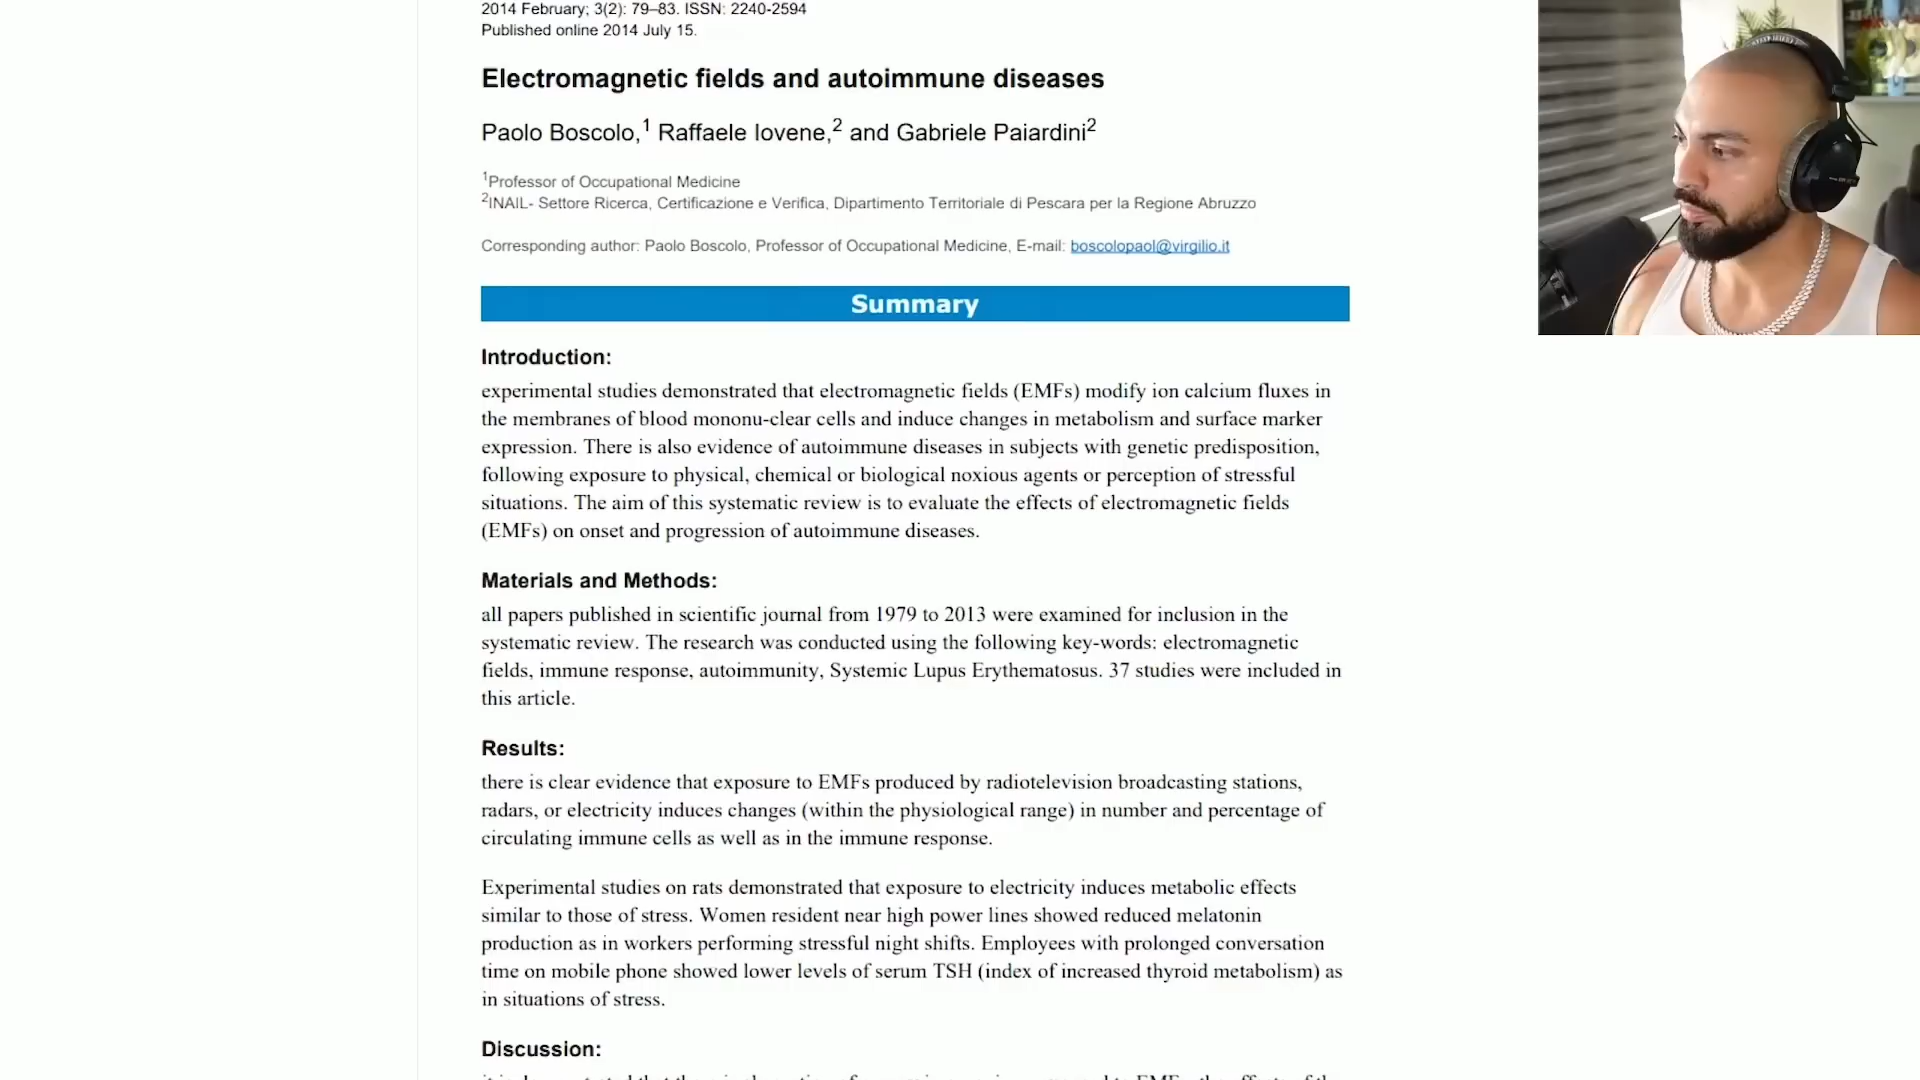 2014 February; 3(2): 79–83. ISSN: 2240-2594
Published online 2014 July 15.
Electromagnetic fields and autoimmune diseases
Paolo Boscolo,1 Raffaele Iovene,2 and Gabriele Paiardini2
1Professor of Occupational Medicine
2INAIL- Settore Ricerca, Certificazione e Verifica, Dipartimento Territoriale di Pescara per la Regione Abruzzo
Corresponding author: Paolo Boscolo, Professor of Occupational Medicine, E-mail: boscolopaol@virgilio.it
Summary
Introduction:
experimental studies demonstrated that electromagnetic fields (EMFs) modify ion calcium fluxes in
the membranes of blood mononu-clear cells and induce changes in metabolism and surface marker
expression. There is also evidence of autoimmune diseases in subjects with genetic predisposition,
following exposure to physical, chemical or biological noxious agents or perception of stressful
situations. The aim of this systematic review is to evaluate the effects of electromagnetic fields
(EMFs) on onset and progression of autoimmune diseases.
Materials and Methods:
all papers published in scientific journal from 1979 to 2013 were examined for inclusion in the
systematic review. The research was conducted using the following key-words: electromagnetic
fields, immune response, autoimmunity, Systemic Lupus Erythematosus. 37 studies were included in
this article.
Results:
there is clear evidence that exposure to EMFs produced by radiotelevision broadcasting stations,
radars, or electricity induces changes (within the physiological range) in number and percentage of
circulating immune cells as well as in the immune response.
Experimental studies on rats demonstrated that exposure to electricity induces metabolic effects
similar to those of stress. Women resident near high power lines showed reduced melatonin
production as in workers performing stressful night shifts. Employees with prolonged conversation
time on mobile phone showed lower levels of serum TSH (index of increased thyroid metabolism) as
in situations of stress.
Discussion: